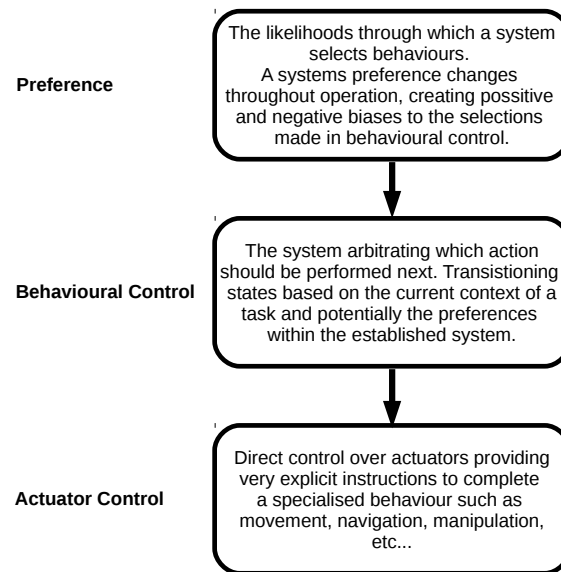 The likelihoods through which a system
selects behaviours.
Preference
A systems preference changes
throughout operation, creating possitive
and negative biases to the selections
made in behavioural control.
The system arbitrating which action
should be performed next. Transistioning
Behavioural Control
states based on the current context of a
task and potentially the preferences
within the established system.
Direct control over actuators providing
very explicit instructions to complete
Actuator Control
a specialised behaviour such as
movement, navigation, manipulation,
etc...